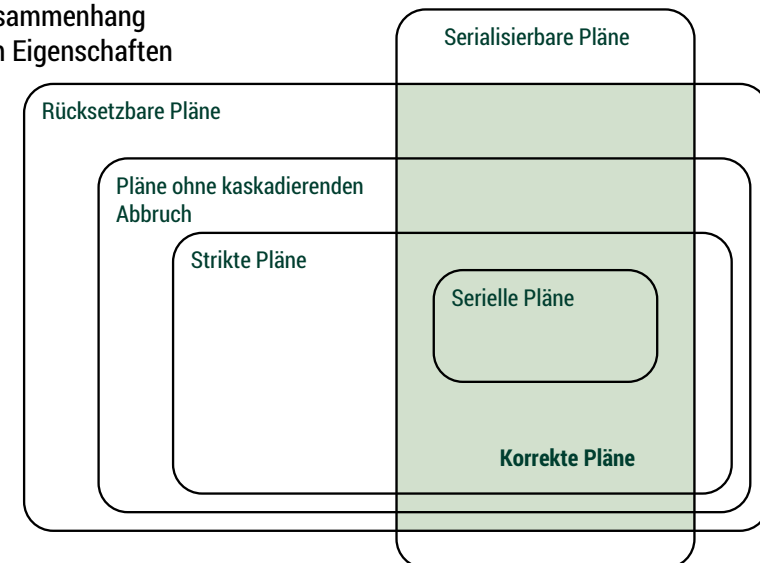 sammenhang
Eigenschaften
Serialisierbare Pläne
Rücksetzbare Pläne
Pläne ohne kaskadierenden
Abbruch
Strikte Pläne
Serielle Pläne
Korrekte Pläne